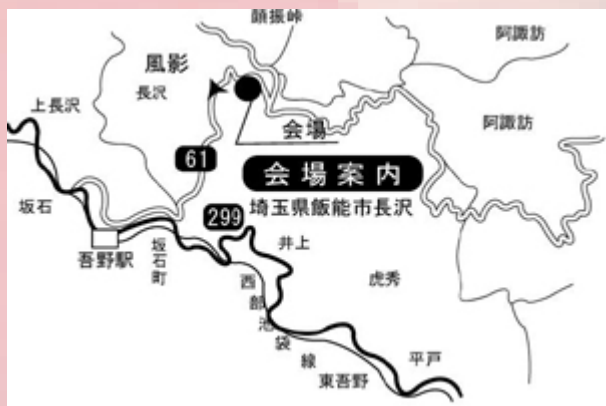 顔振峠
阿諏訪
風影
長沢
上長沢
会場
阿諏訪
61
会場案内
坂石
299
埼玉県飯能市長沢
吾野駅
坂石町
井上
虎秀
西部池袋線
平戸
東吾野